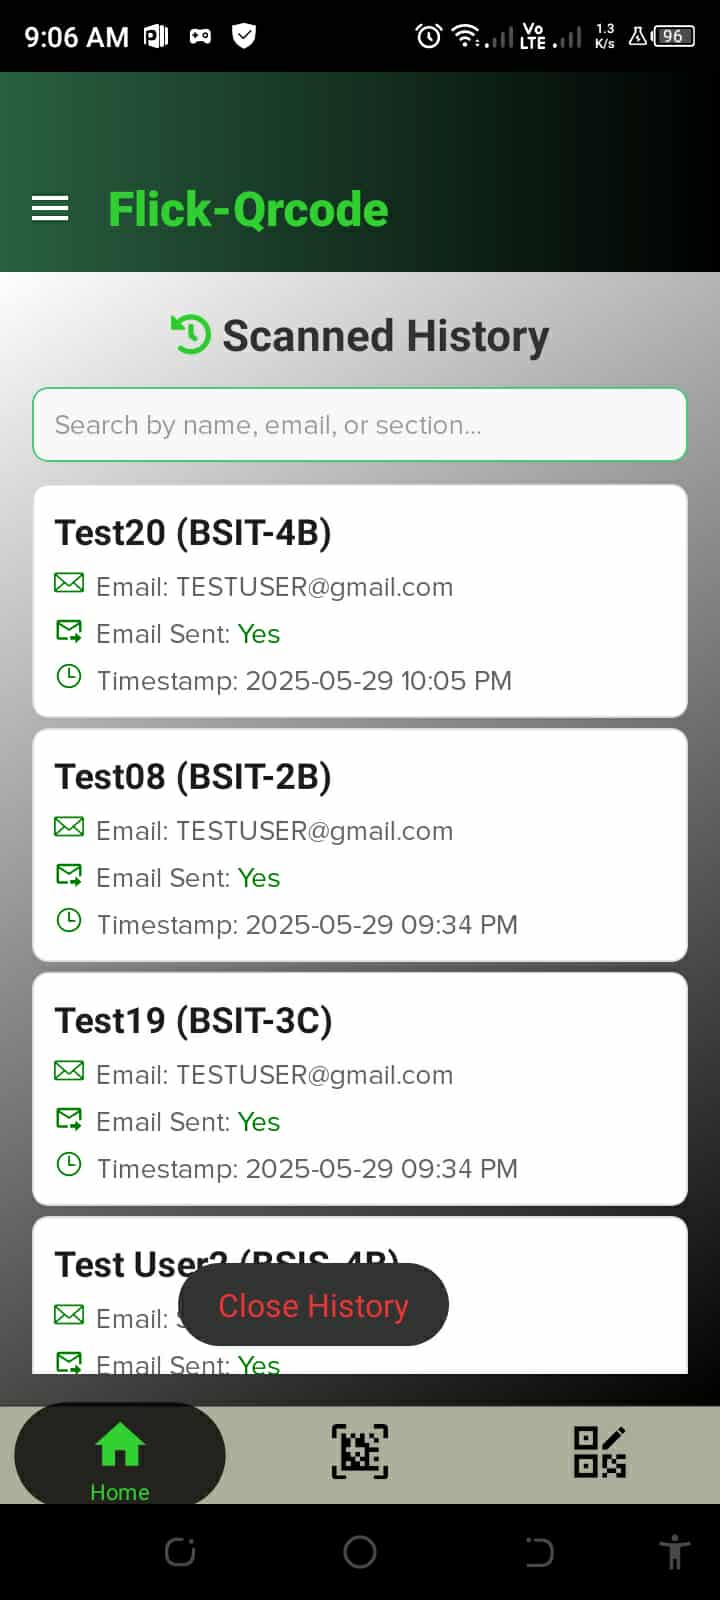 9:06 AM
Vo LTE
1.3 K/s
96
Flick-Qrcode
Scanned History
Search by name, email, or section...
Test20 (BSIT-4B)
Email: TESTUSER@gmail.com
Email Sent: Yes
Timestamp: 2025-05-29 10:05 PM
Test08 (BSIT-2B)
Email: TESTUSER@gmail.com
Email Sent: Yes
Timestamp: 2025-05-29 09:34 PM
Test19 (BSIT-3C)
Email: TESTUSER@gmail.com
Email Sent: Yes
Timestamp: 2025-05-29 09:34 PM
Test User2 (BSIS-4B)
Close History
Email:
Email Sent: Yes
Home